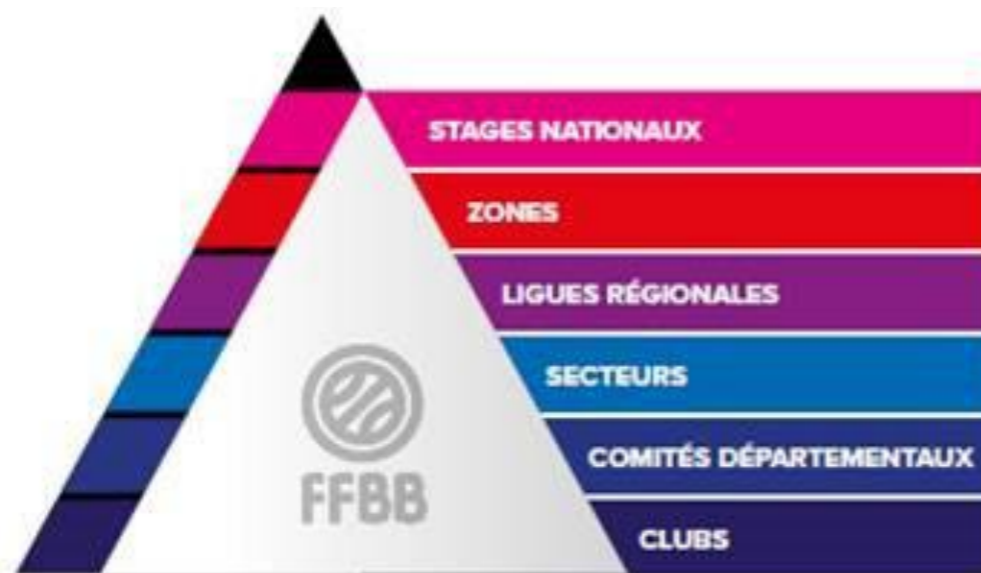 STAGES NATIONAUX
ZONES
LIGUES RÉGIONALES
SECTEURS
COMITÉS DÉPARTEMENTAUX
FFBB
CLUBS